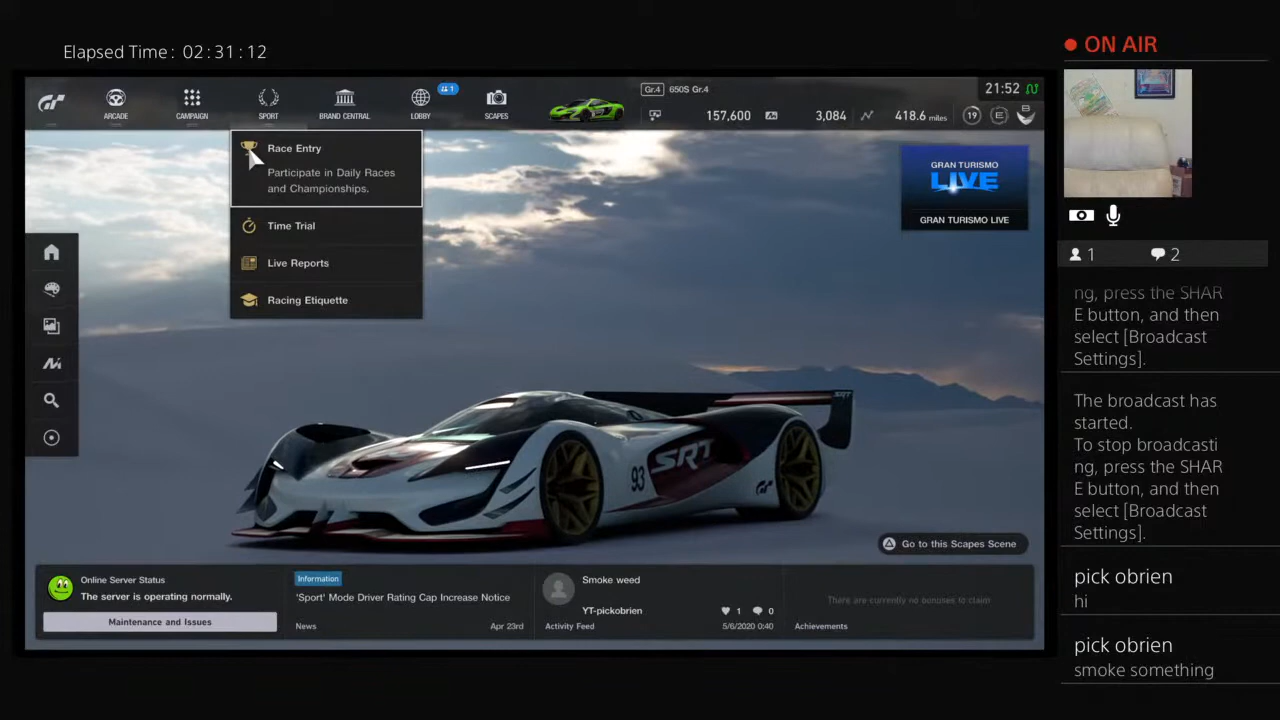 Elapsed Time: 02:31:12
ON AIR
ARCADE
CAMPAIGN
SPORT
BRAND CENTRAL
LOBBY
1
SCAPES
Gr.4 650S Gr.4
157,600
3,084
418.6 miles
19
E
21:52
Race Entry
Participate in Daily Races
and Championships.
Time Trial
Live Reports
Racing Etiquette
GRAN TURISMO
LIVE
GRAN TURISMO LIVE
SRT
SRT
93
Go to this Scapes Scene
Online Server Status
The server is operating normally.
Maintenance and Issues
Information
'Sport' Mode Driver Rating Cap Increase Notice
News
Apr 23rd
Smoke weed
YT-pickobrien
1
0
Activity Feed
5/6/2020 0:40
There are currently no bonuses to claim
Achievements
1
2
ng, press the SHAR
E button, and then
select [Broadcast
Settings].
The broadcast has
started.
To stop broadcasti
ng, press the SHAR
E button, and then
select [Broadcast
Settings].
pick obrien
hi
pick obrien
smoke something